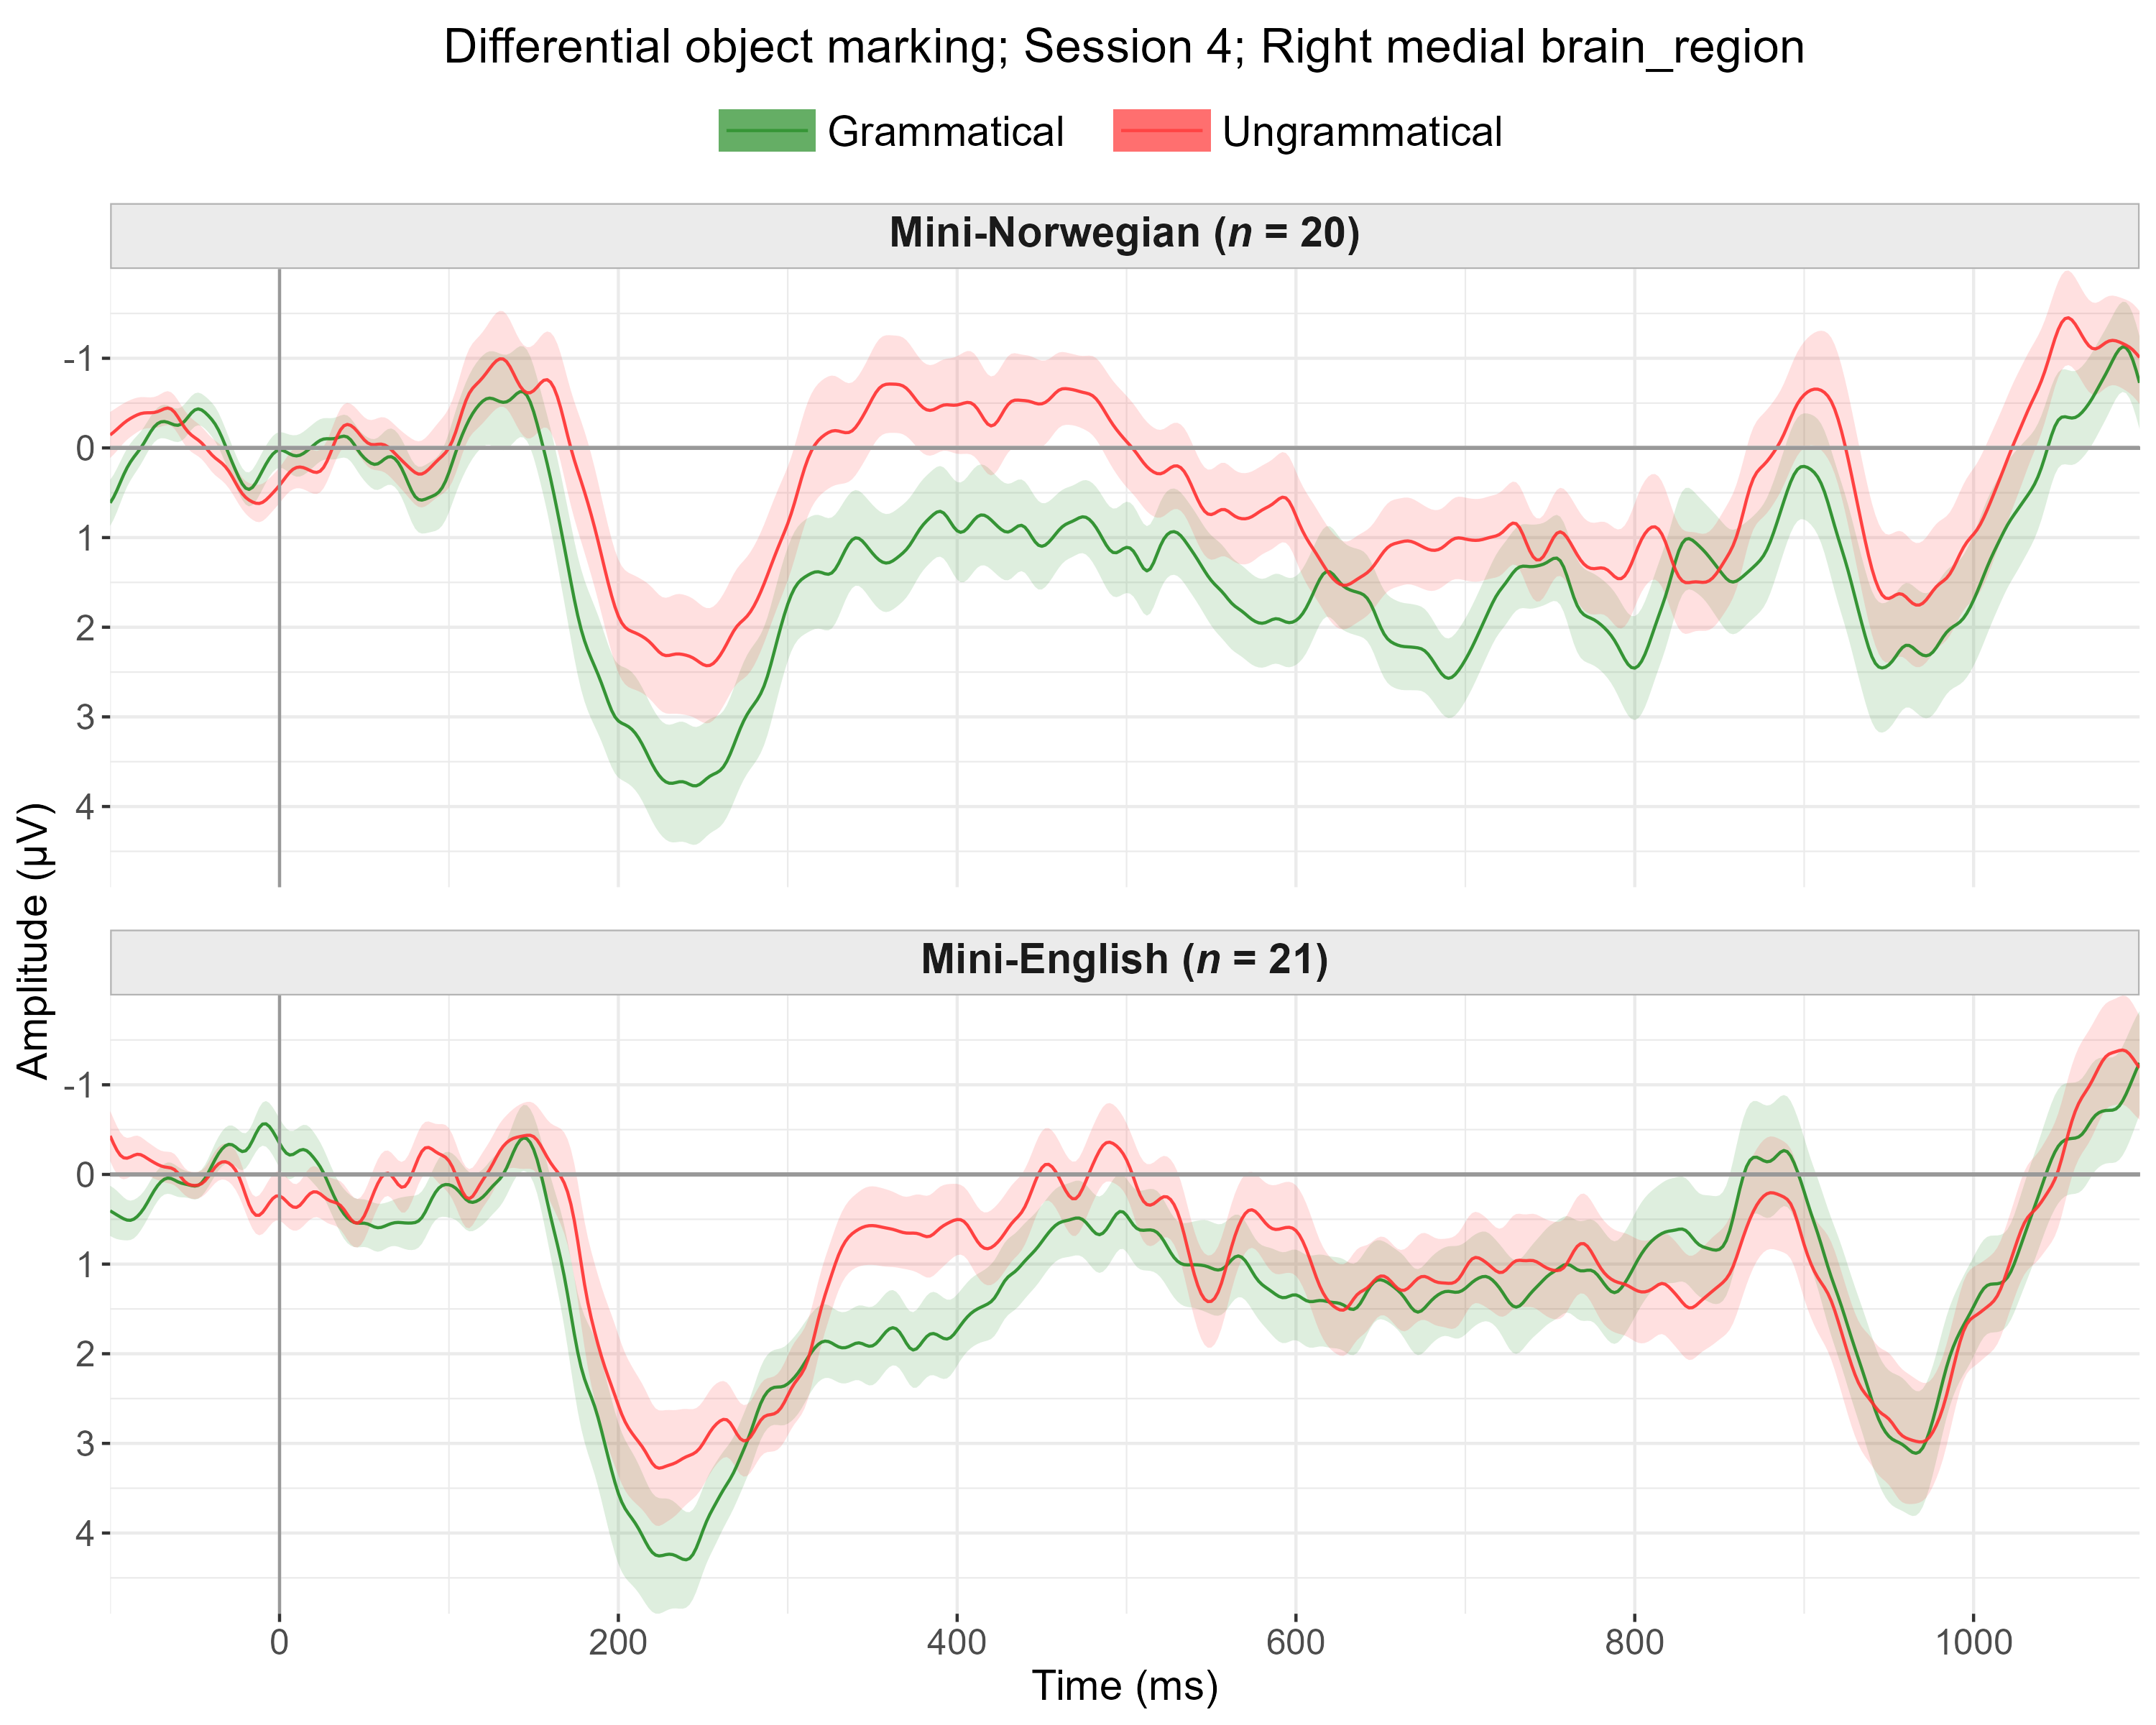 Differential object marking; Session 4; Right medial brain_region
Grammatical Ungrammatical
Mini-Norwegian (n = 20)
-1
0
1
2
3
4
Mini-English (n = 21)
-1
0
1
2
3
4
Amplitude (µV)
0 200 400 600 800 1000
Time (ms)